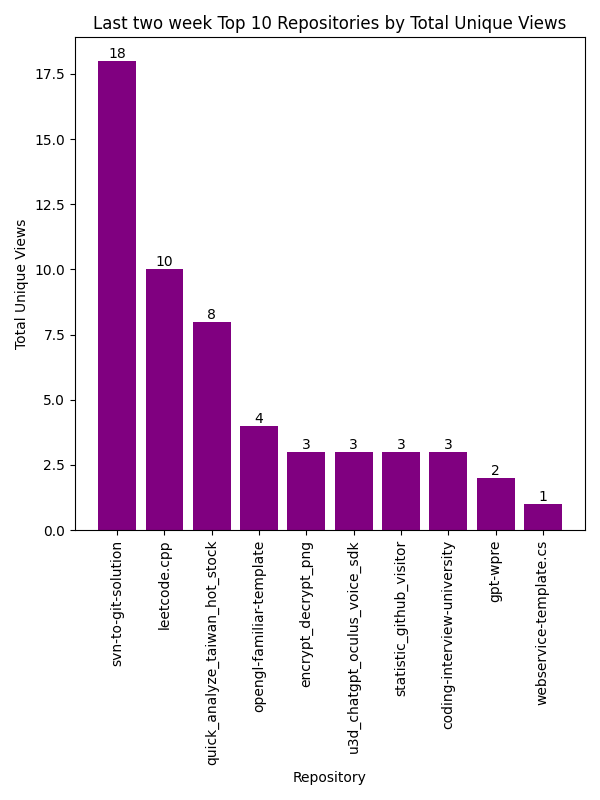 Last two week Top 10 Repositories by Total Unique Views
18
10
8
4
3
3
3
3
2
1
17.5
15.0
12.5
10.0
7.5
5.0
2.5
0.0
Total Unique Views
svn-to-git-solution
leetcode.cpp
quick_analyze_taiwan_hot_stock
opengl-familiar-template
encrypt_decrypt_png
u3d_chatgpt_oculus_voice_sdk
statistic_github_visitor
coding-interview-university
gpt-wpre
webservice-template.cs
Repository